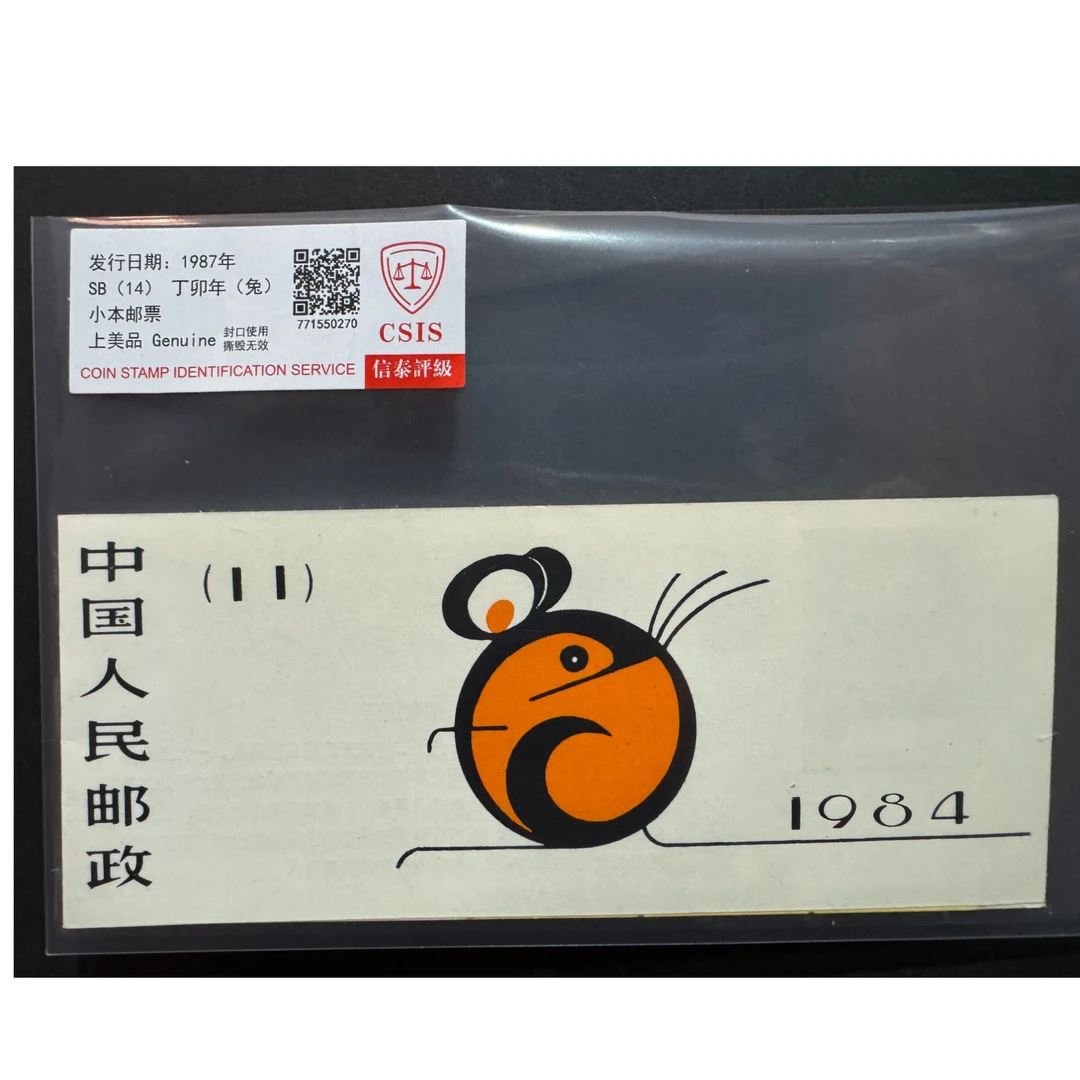 发行日期：1987年
SB（14） 丁卯年（兔）
小本邮票
上美品 Genuine
封口使用
撕毁无效
771550270
CSIS
COIN STAMP IDENTIFICATION SERVICE
信泰評級
中国人民邮政
(11)
1984